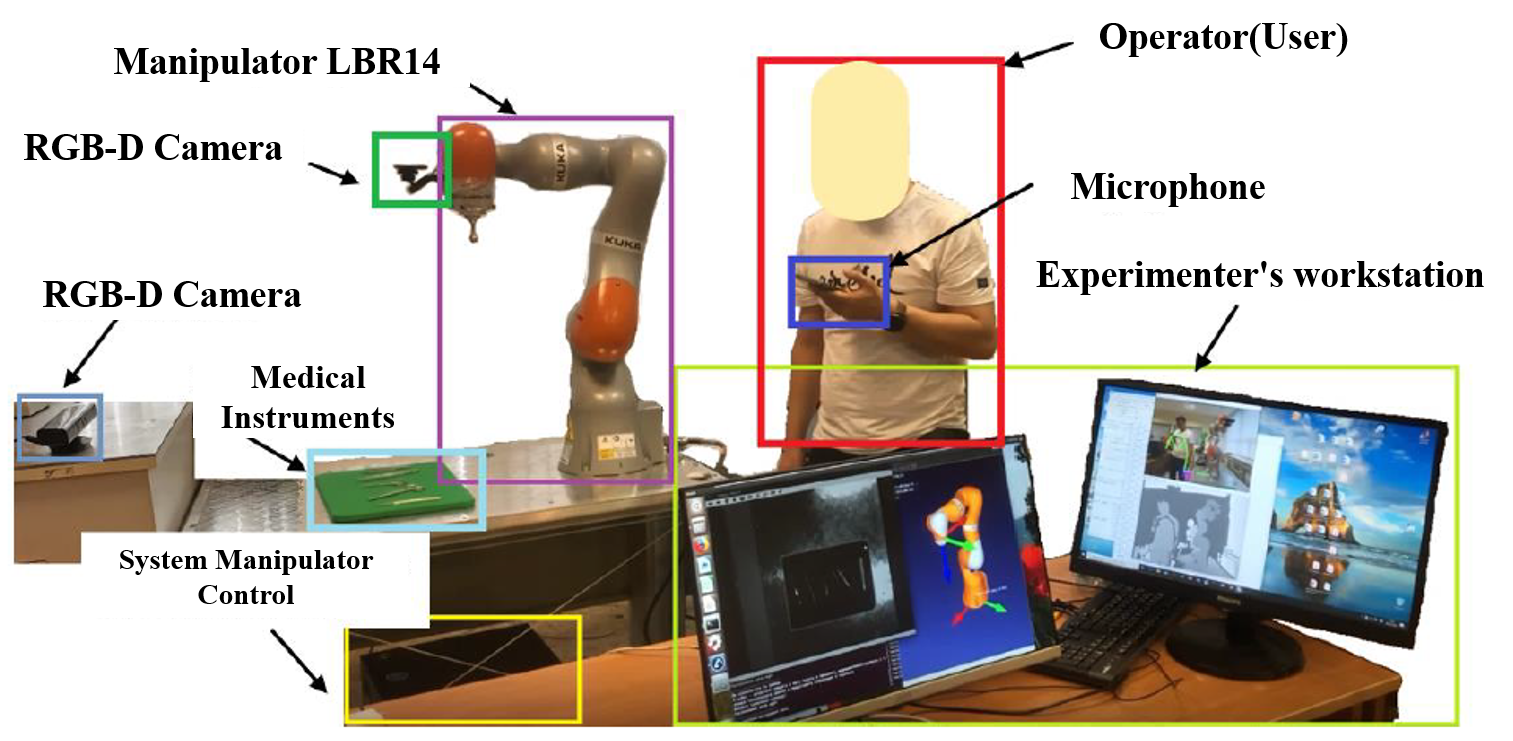 Operator(User)
Manipulator LBR14
RGB-D Camera
KUKA
Microphone
KUKA
Experimenter's workstation
RGB-D Camera
Medical
Instruments
System Manipulator
Control